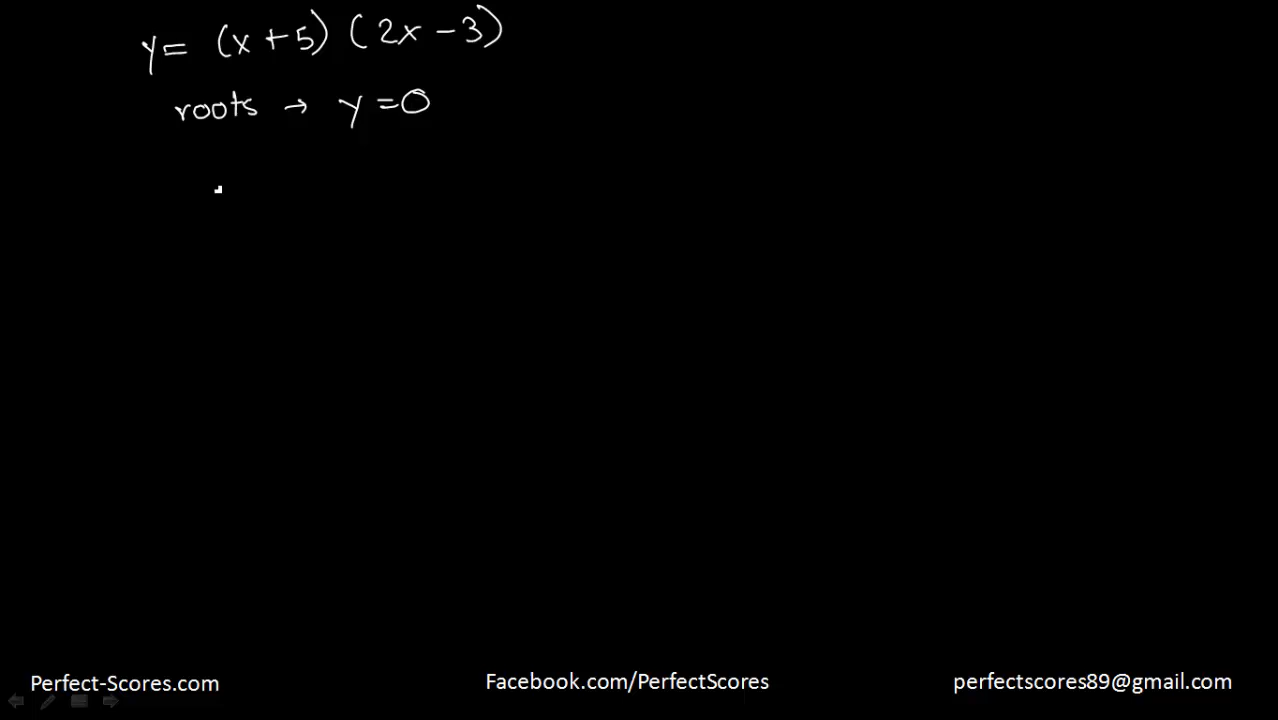 y = (x + 5) (2x - 3)
roots → y = 0
Perfect-Scores.com
Facebook.com/PerfectScores
perfectscores89@gmail.com